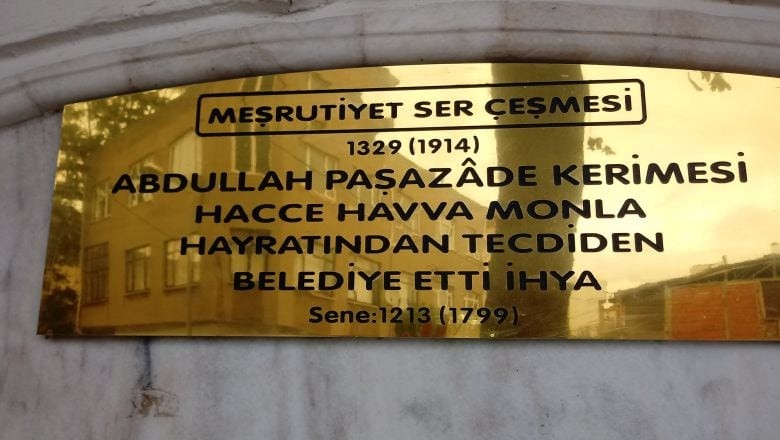 MEŞRUTİYET SER ÇEŞMESİ
1329 (1914)
ABDULLAH PAŞAZÂDE KERİMESİ
HACCE HAVVA MONLA
HAYRATINDAN TECDİDEN
BELEDİYE ETTİ İHYA
Sene:1213 (1799)